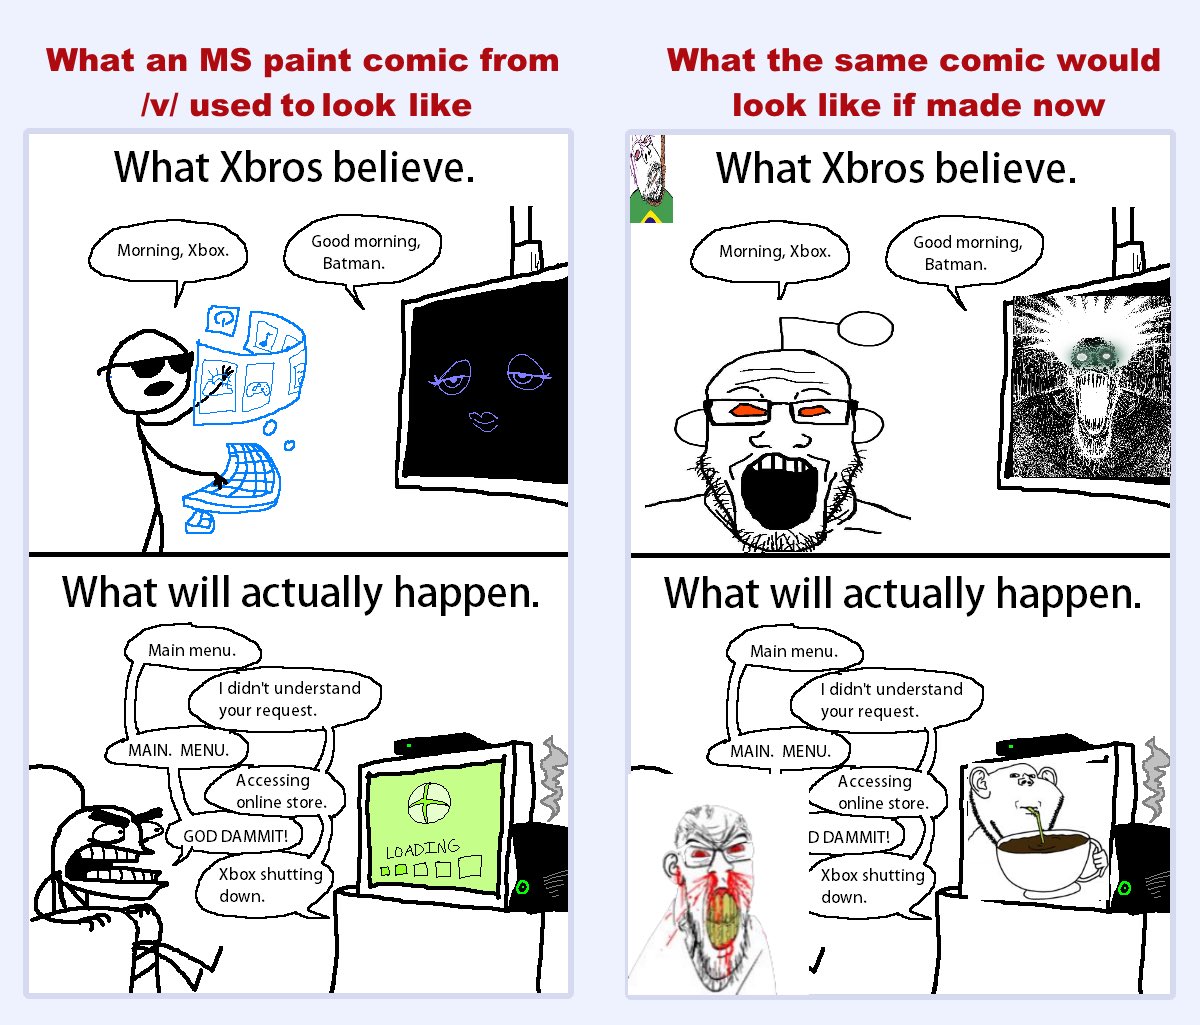 What an MS paint comic from
/v/ used to look like
What Xbros believe.
Morning, Xbox.
Good morning,
Batman.
What will actually happen.
Main menu.
I didn't understand
your request.
MAIN. MENU.
Accessing
online store.
GOD DAMMIT!
LOADING
Xbox shutting
down.
What the same comic would
look like if made now
What Xbros believe.
Morning, Xbox.
Good morning,
Batman.
What will actually happen.
Main menu.
I didn't understand
your request.
MAIN. MENU.
Accessing
online store.
D DAMMIT!
Xbox shutting
down.